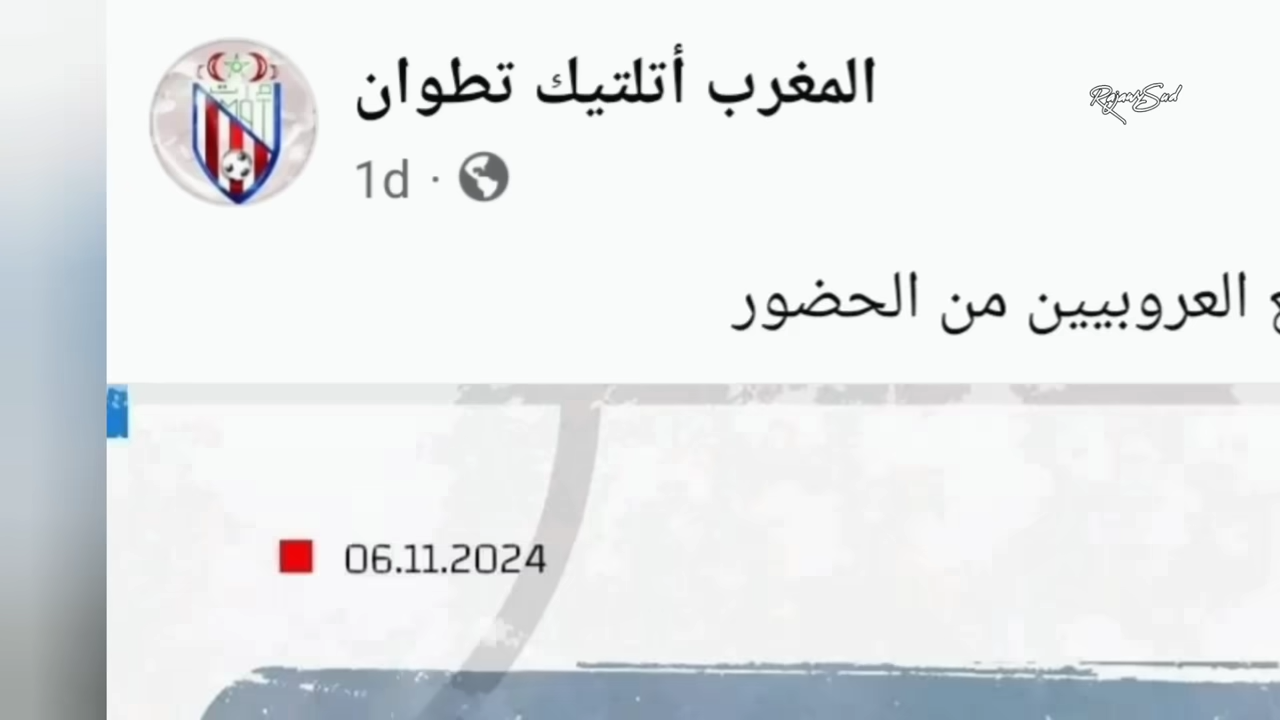 المغرب أتلتيك تطوان
1d ·
العروبيين من الحضور
06.11.2024